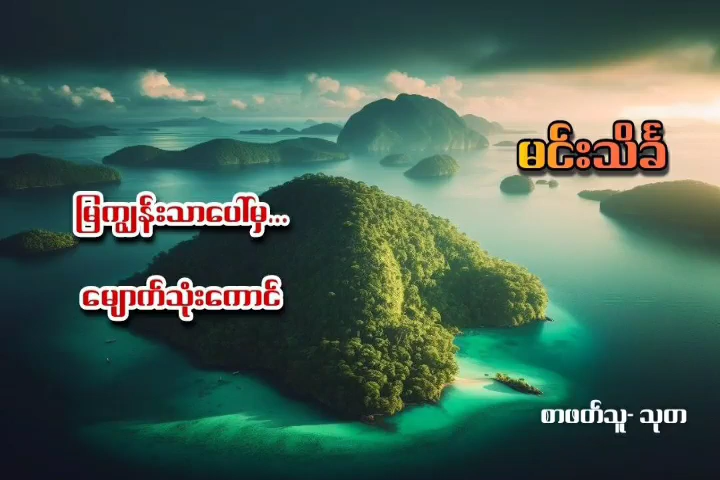 မင်းသိင်္ခ
မြကျွန်းသာပေါ်မှ...
မျောက်သုံးကောင်
စာဖတ်သူ- သုတ